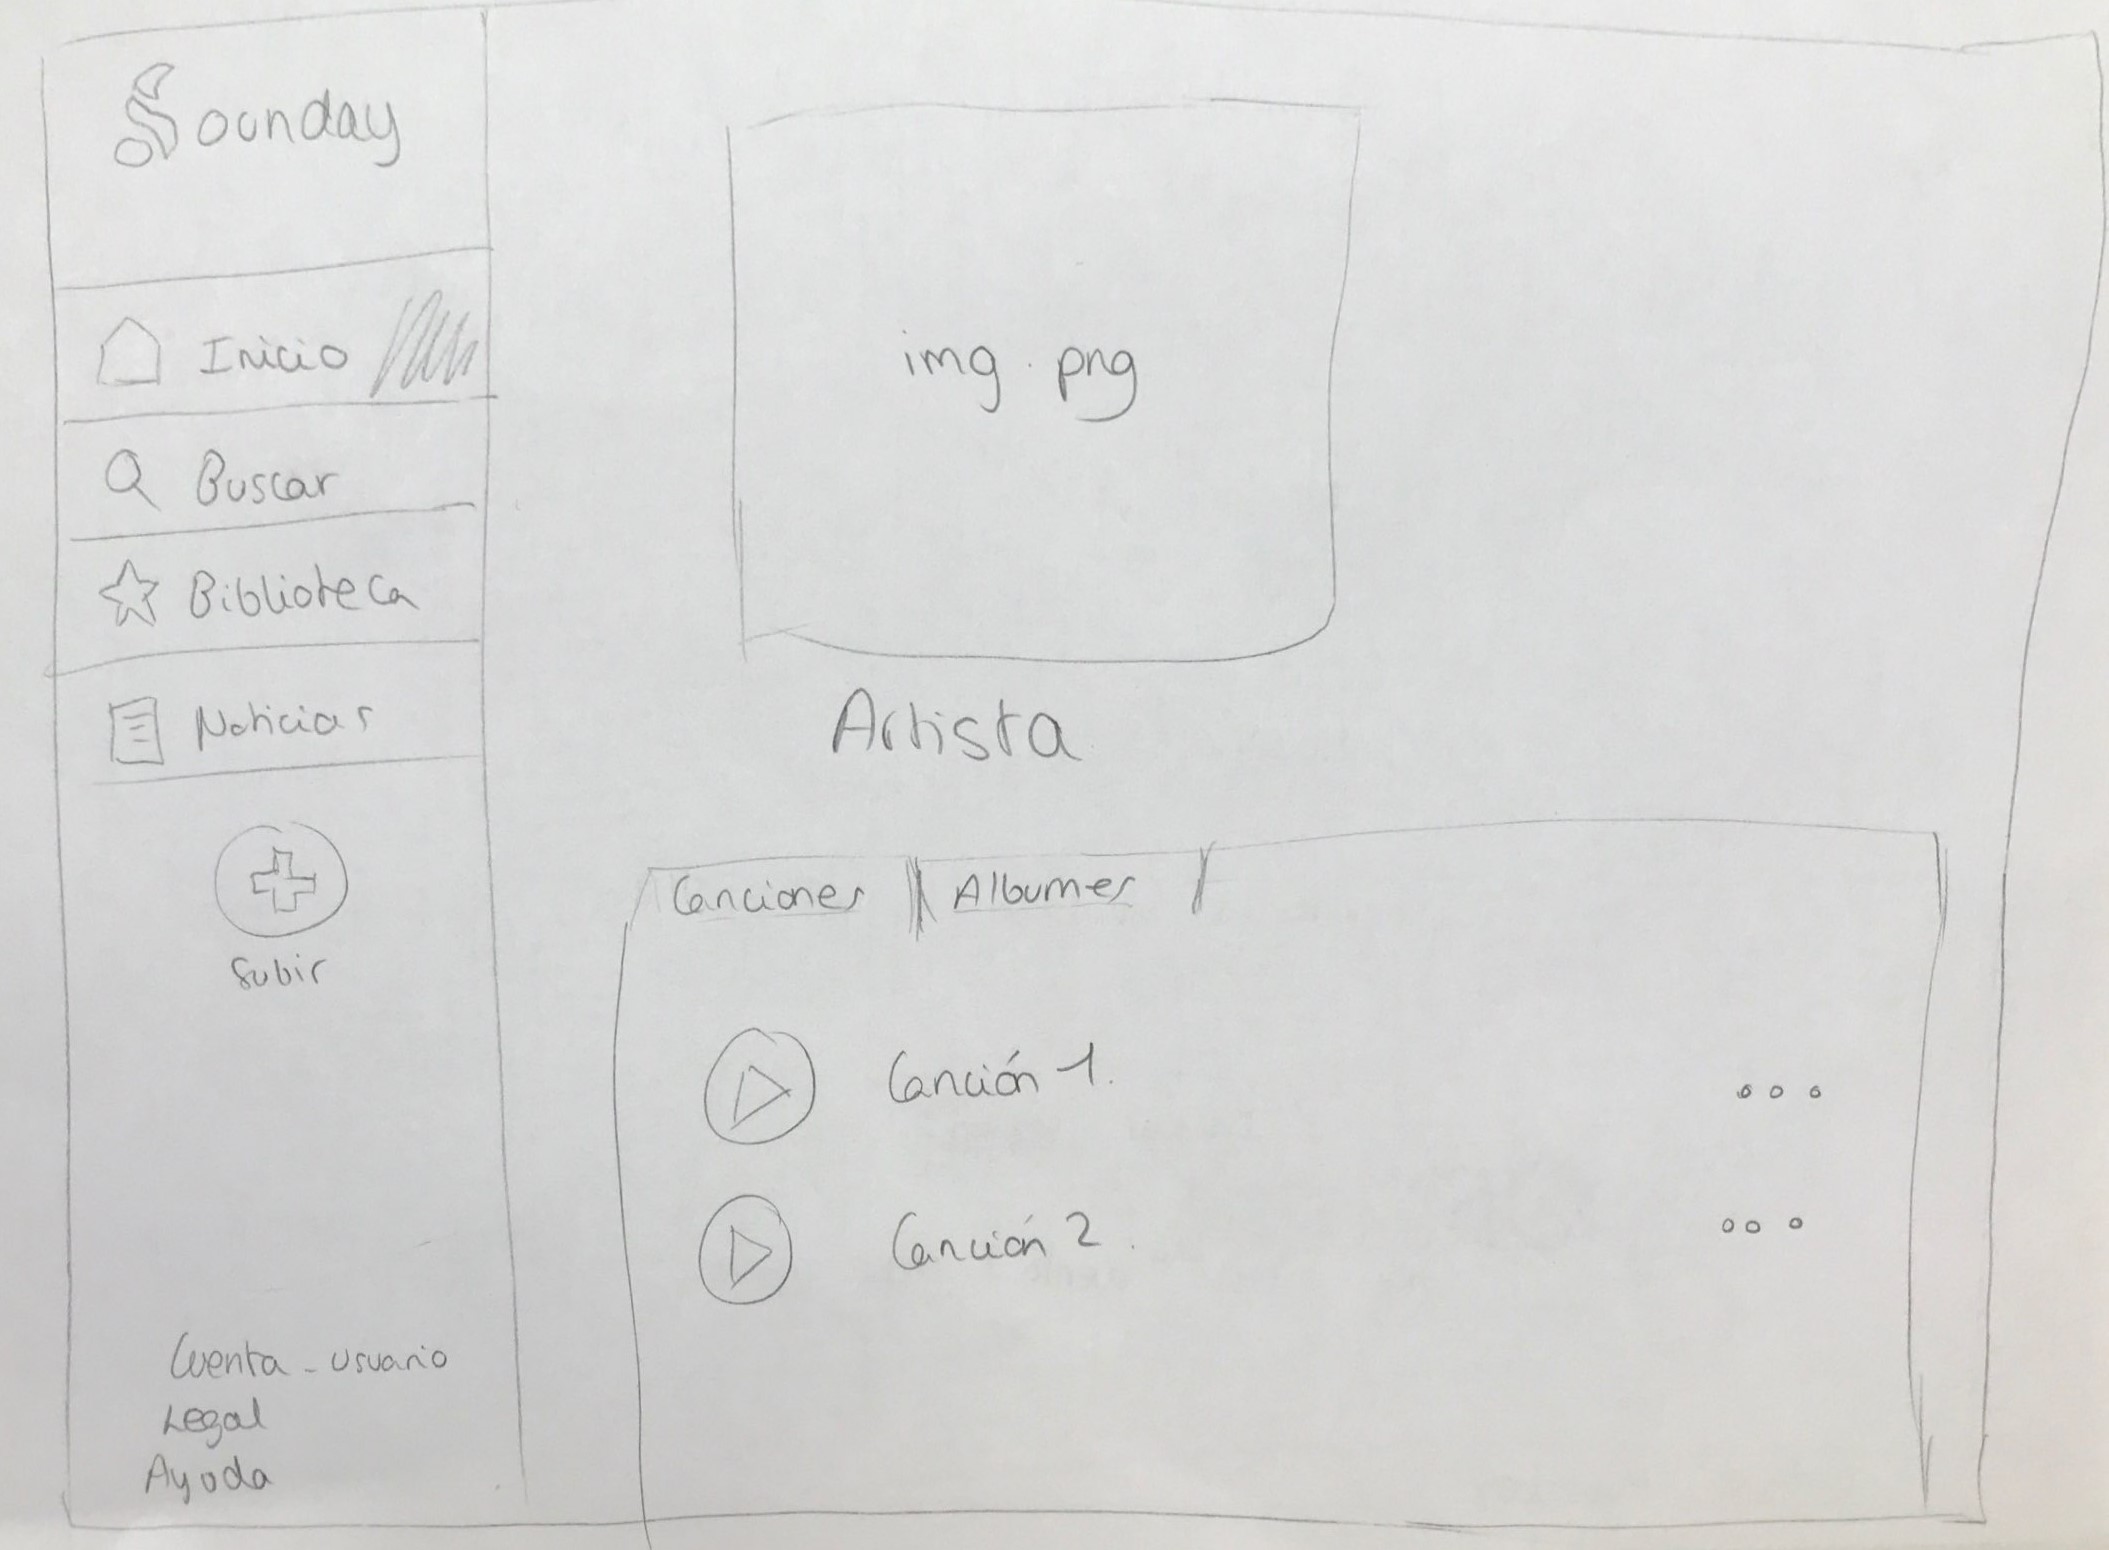 Sounday
Inicio
Buscar
Biblioteca
Noticias
Subir
Cuenta - usuario
Legal
Ayuda
img.png
Artista
Canciones Albumes
Canción 1.
Canción 2.